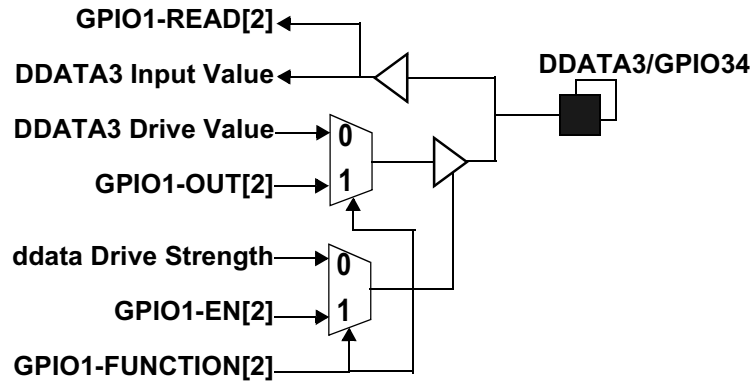 GPIO1-READ[2]
DDATA3 Input Value
DDATA3/GPIO34
DDATA3 Drive Value
0
GPIO1-OUT[2]
1
ddata Drive Strength
0
GPIO1-EN[2]
1
GPIO1-FUNCTION[2]